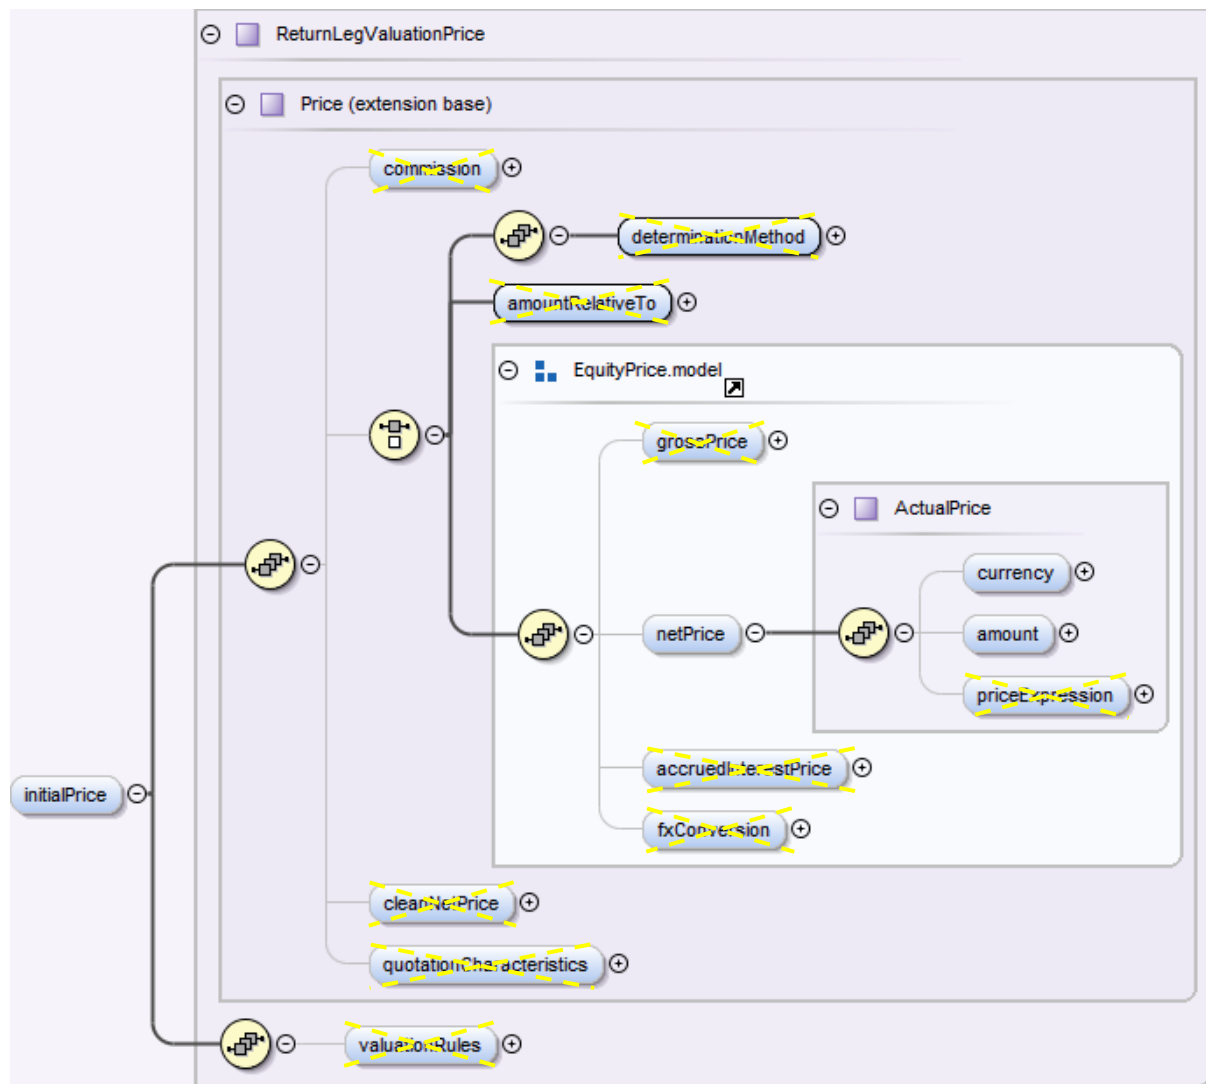 ReturnLegValuationPrice
Price (extension base)
commission
determinationMethod
amountRelativeTo
EquityPrice.model
grossPrice
ActualPrice
currency
netPrice
amount
priceExpression
accruedInterestPrice
initialPrice
fxConversion
cleanNetPrice
quotationCharacteristics
valuationRules